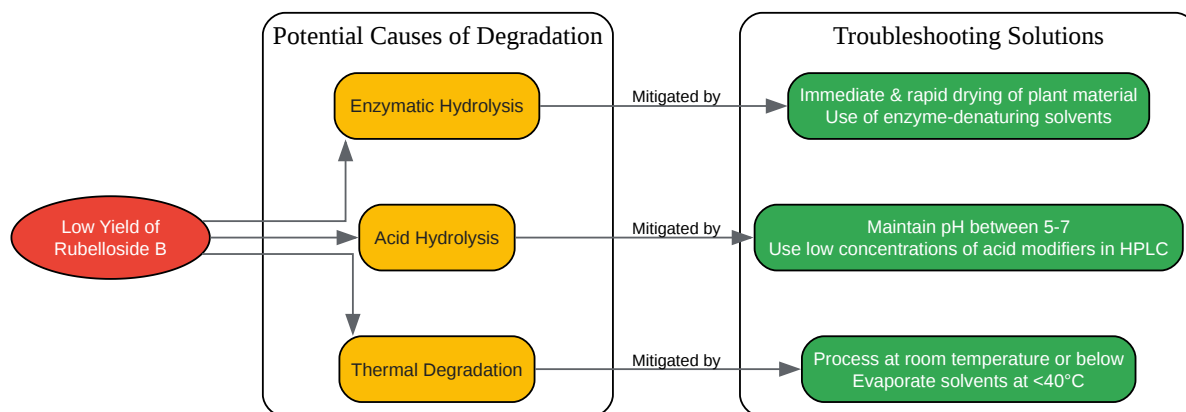 Potential Causes of Degradation
Troubleshooting Solutions
Enzymatic Hydrolysis
Mitigated by
Immediate & rapid drying of plant material
Use of enzyme-denaturing solvents
Low Yield of
Rubelloside B
Acid Hydrolysis
Mitigated by
Maintain pH between 5-7
Use low concentrations of acid modifiers in HPLC
Thermal Degradation
Mitigated by
Process at room temperature or below
Evaporate solvents at <40°C